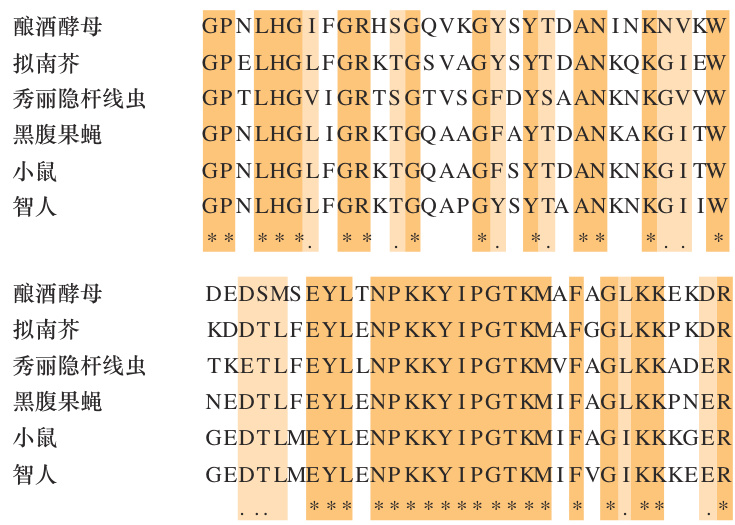 酿酒酵母 GPNLHGIFGRHSGQVKGYSYTDANINKNVKW
拟南芥 GPELHGLFGRKTGSVAGYSYTDANKQKGIEW
秀丽隐杆线虫 GPTLHGVIGRTSGTVSGFDYSAANKNKGVVW
黑腹果蝇 GPNLHGLIGRKTGQAAGFAYTDANKAKGITW
小鼠 GPNLHGLFGRKTGQAAGFSYTDANKNKGITW
智人 GPNLHGLFGRKTGQAPGYSYTAANKNKGIIW
** ***. ** .* *. *. ** *.. *
酿酒酵母 DEDSMSEYLTNPKKYIPGTKMAFAGLKKEKDR
拟南芥 KDDTLFEYLENPKKYIPGTKMAFGGLKKPKDR
秀丽隐杆线虫 TKETLFEYLLNPKKYIPGTKMVFAGLKKADER
黑腹果蝇 NEDTLFEYLENPKKYIPGTKMIFAGLKKPNER
小鼠 GEDTLMEYLENPKKYIPGTKMIFAGIKKKGER
智人 GEDTLMEYLENPKKYIPGTKMIFVGIKKKEER
... *** *********** * *.** .*